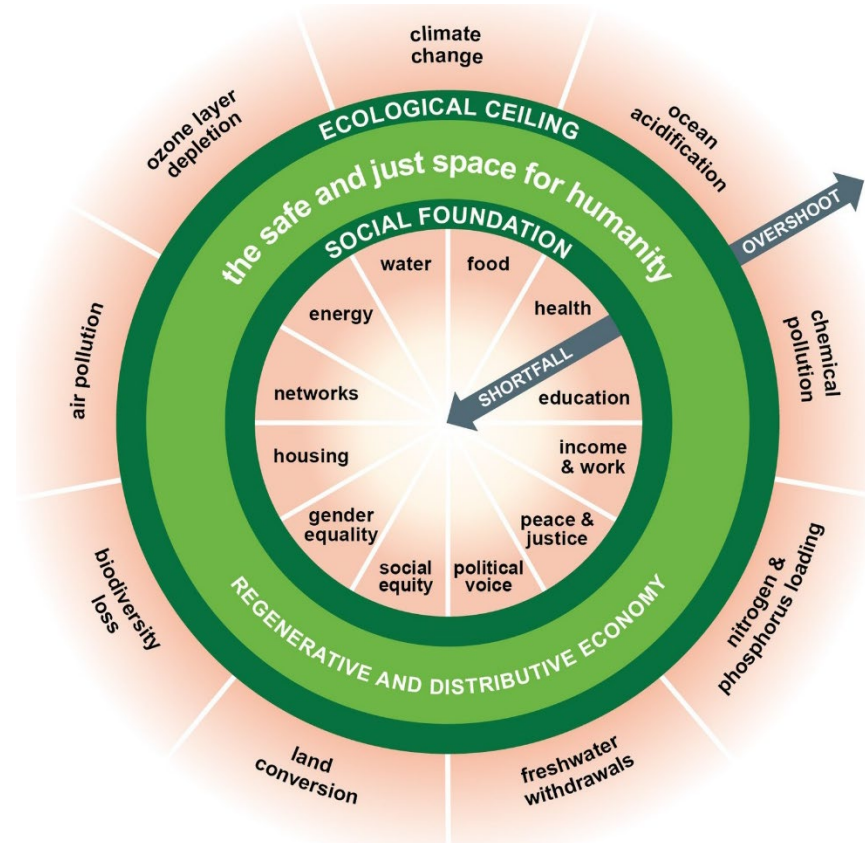 climate
change
ocean
acidification
chemical
pollution
nitrogen &
phosphorus loading
freshwater
withdrawals
land
conversion
biodiversity
loss
air pollution
ozone layer
depletion
OVERSHOOT
ECOLOGICAL CEILING
the safe and just space for humanity
SOCIAL FOUNDATION
water
food
health
SHORTFALL
education
income
& work
peace &
justice
political
voice
social
equity
gender
equality
housing
networks
energy
REGENERATIVE AND DISTRIBUTIVE ECONOMY